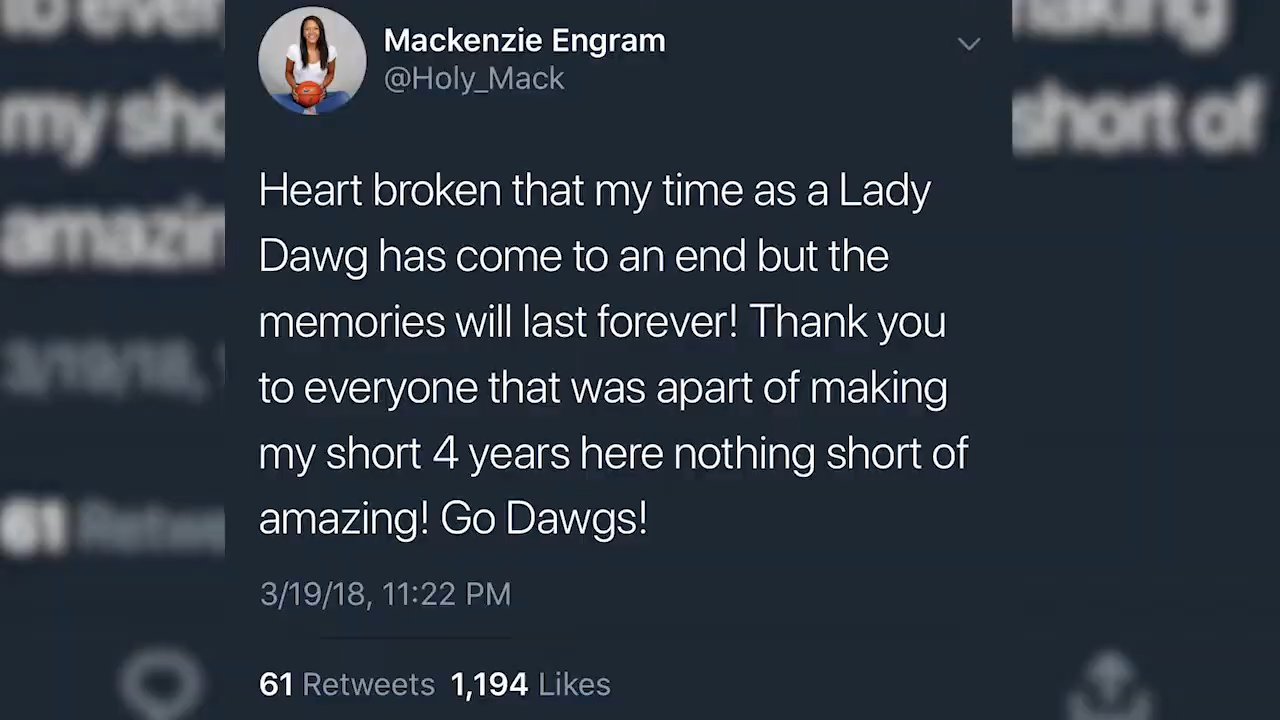 Mackenzie Engram
@Holy_Mack
Heart broken that my time as a Lady
Dawg has come to an end but the
memories will last forever! Thank you
to everyone that was apart of making
my short 4 years here nothing short of
amazing! Go Dawgs!
3/19/18, 11:22 PM
61 Retweets 1,194 Likes